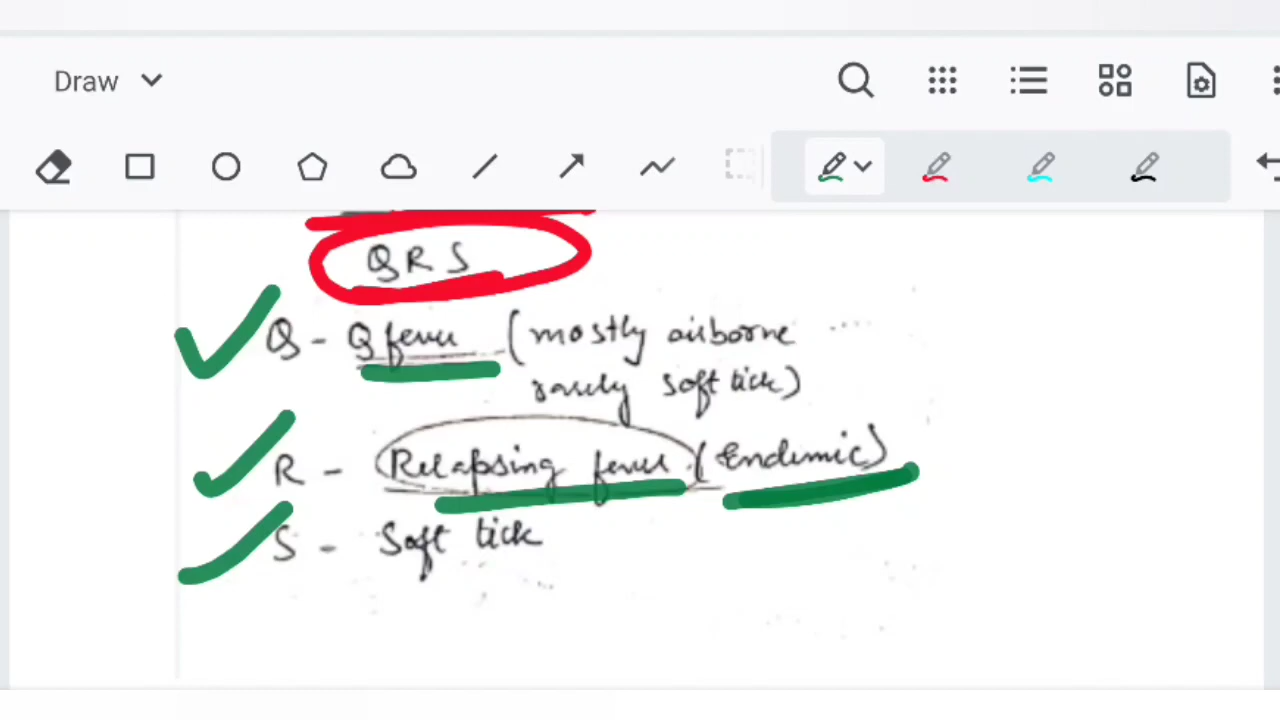 Draw
QRS
Q - Q fever (mostly airborne
rarely soft tick)
R - Relapsing fever (Endemic)
S - Soft tick